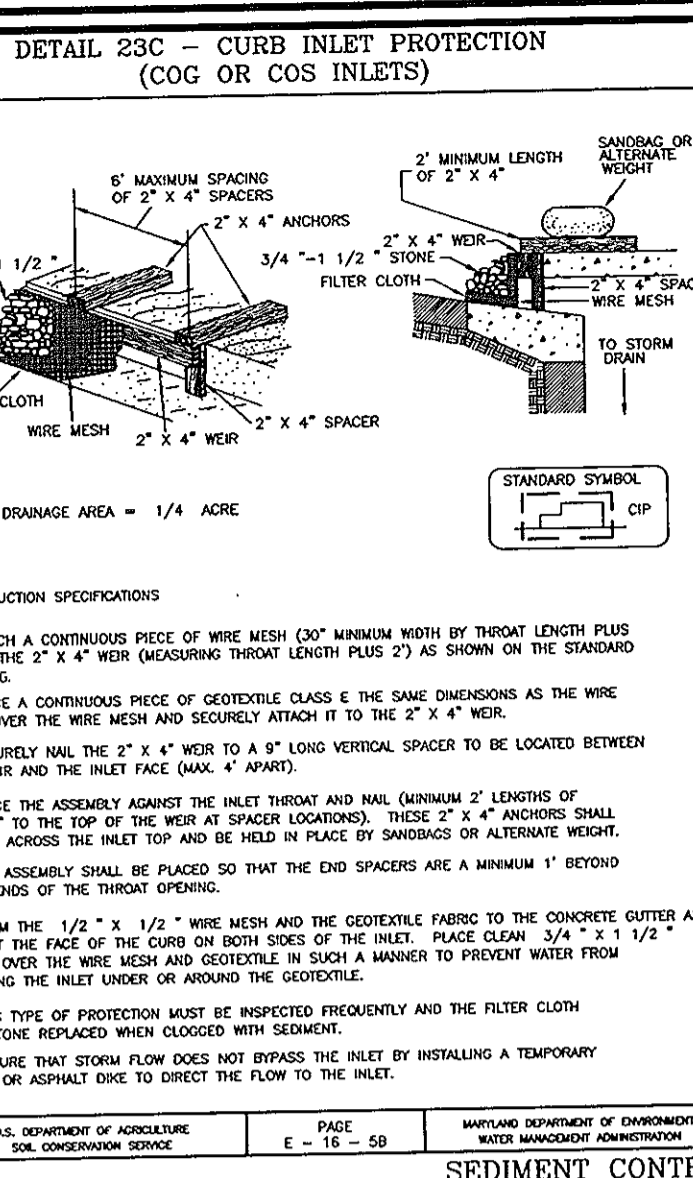 DETAIL 23C - CURB INLET PROTECTION
(COG OR COS INLETS)
6' MAXIMUM SPACING
OF 2" X 4" SPACERS
2" X 4" ANCHORS
1 1/2 "
CLOTH
WIRE MESH
2" X 4" WEIR
2" X 4" SPACER
2' MINIMUM LENGTH
OF 2" X 4"
SANDBAG OR
ALTERNATE
WEIGHT
2" X 4" WEIR
3/4 "-1 1/2 " STONE
FILTER CLOTH
2" X 4" SPAC
WIRE MESH
TO STORM
DRAIN
DRAINAGE AREA = 1/4 ACRE
STANDARD SYMBOL
CIP
UCTION SPECIFICATIONS
CH A CONTINUOUS PIECE OF WIRE MESH (30" MINIMUM WIDTH BY THROAT LENGTH PLUS
THE 2" X 4" WEIR (MEASURING THROAT LENGTH PLUS 2') AS SHOWN ON THE STANDARD
G.
CE A CONTINUOUS PIECE OF GEOTEXTILE CLASS E THE SAME DIMENSIONS AS THE WIRE
OVER THE WIRE MESH AND SECURELY ATTACH IT TO THE 2" X 4" WEIR.
URELY NAIL THE 2" X 4" WEIR TO A 9" LONG VERTICAL SPACER TO BE LOCATED BETWEEN
IR AND THE INLET FACE (MAX. 4' APART).
CE THE ASSEMBLY AGAINST THE INLET THROAT AND NAIL (MINIMUM 2' LENGTHS OF
" TO THE TOP OF THE WEIR AT SPACER LOCATIONS). THESE 2" X 4" ANCHORS SHALL
ACROSS THE INLET TOP AND BE HELD IN PLACE BY SANDBAGS OR ALTERNATE WEIGHT.
ASSEMBLY SHALL BE PLACED SO THAT THE END SPACERS ARE A MINIMUM 1' BEYOND
ENDS OF THE THROAT OPENING.
M THE 1/2 " X 1/2 " WIRE MESH AND THE GEOTEXTILE FABRIC TO THE CONCRETE GUTTER A
T THE FACE OF THE CURB ON BOTH SIDES OF THE INLET. PLACE CLEAN 3/4 " X 1 1/2 "
OVER THE WIRE MESH AND GEOTEXTILE IN SUCH A MANNER TO PREVENT WATER FROM
NG THE INLET UNDER OR AROUND THE GEOTEXTILE.
S TYPE OF PROTECTION MUST BE INSPECTED FREQUENTLY AND THE FILTER CLOTH
TONE REPLACED WHEN CLOGGED WITH SEDIMENT.
URE THAT STORM FLOW DOES NOT BYPASS THE INLET BY INSTALLING A TEMPORARY
OR ASPHALT DIKE TO DIRECT THE FLOW TO THE INLET.
.S. DEPARTMENT OF AGRICULTURE
SOIL CONSERVATION SERVICE
PAGE
E - 16 - 5B
MARYLAND DEPARTMENT OF ENVIRONMENT
WATER MANAGEMENT ADMINISTRATION
SEDIMENT CONT